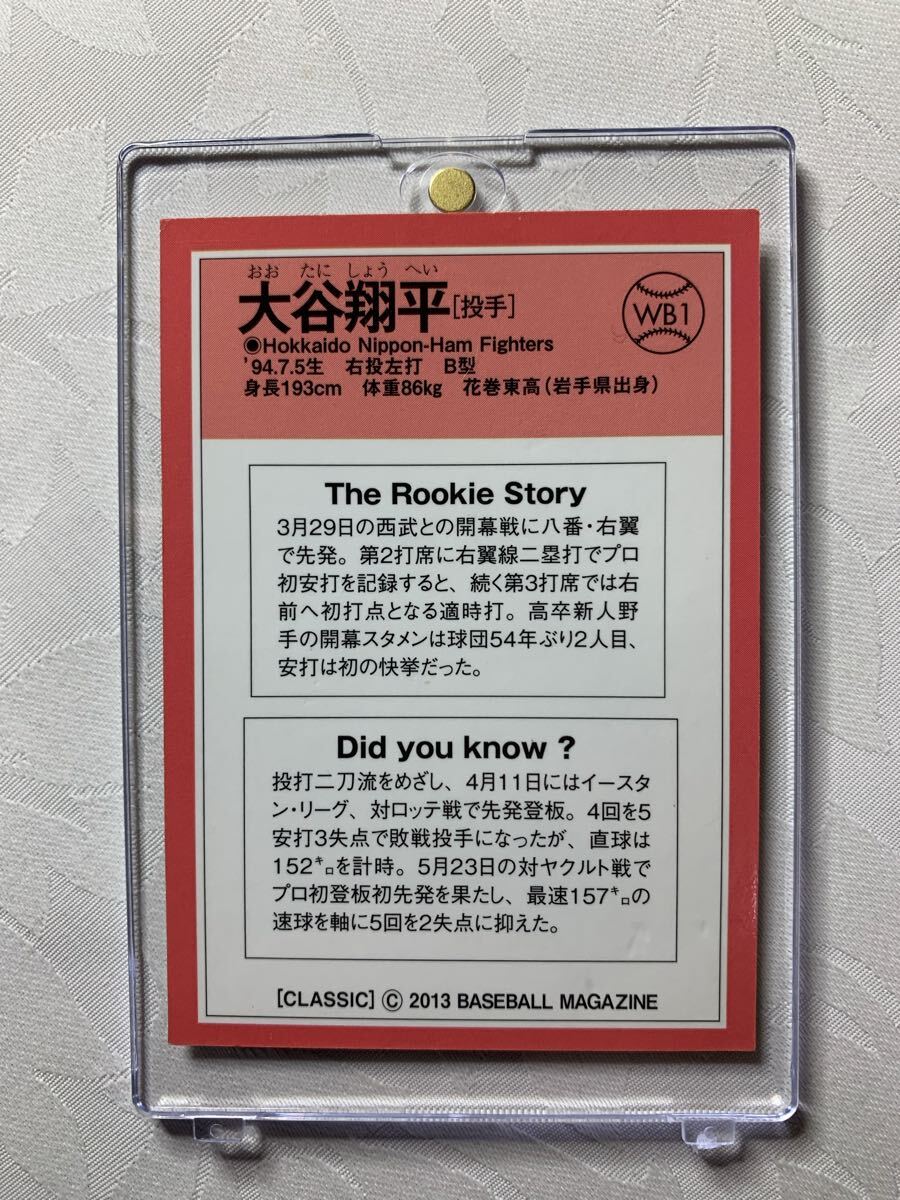 おお たに しょう へい
大谷翔平[投手]
WB1
◉Hokkaido Nippon-Ham Fighters
'94.7.5生 右投左打 B型
身長193cm 体重86kg 花巻東高(岩手県出身)
The Rookie Story
3月29日の西武との開幕戦に八番・右翼
で先発。第2打席に右翼線二塁打でプロ
初安打を記録すると、続く第3打席では右
前へ初打点となる適時打。高卒新人野
手の開幕スタメンは球団54年ぶり2人目、
安打は初の快挙だった。
Did you know ?
投打二刀流をめざし、4月11日にはイースタ
ン・リーグ、対ロッテ戦で先発登板。4回を5
安打3失点で敗戦投手になったが、直球は
152㌔を計時。5月23日の対ヤクルト戦で
プロ初登板初先発を果たし、最速157㌔の
速球を軸に5回を2失点に抑えた。
[CLASSIC] © 2013 BASEBALL MAGAZINE